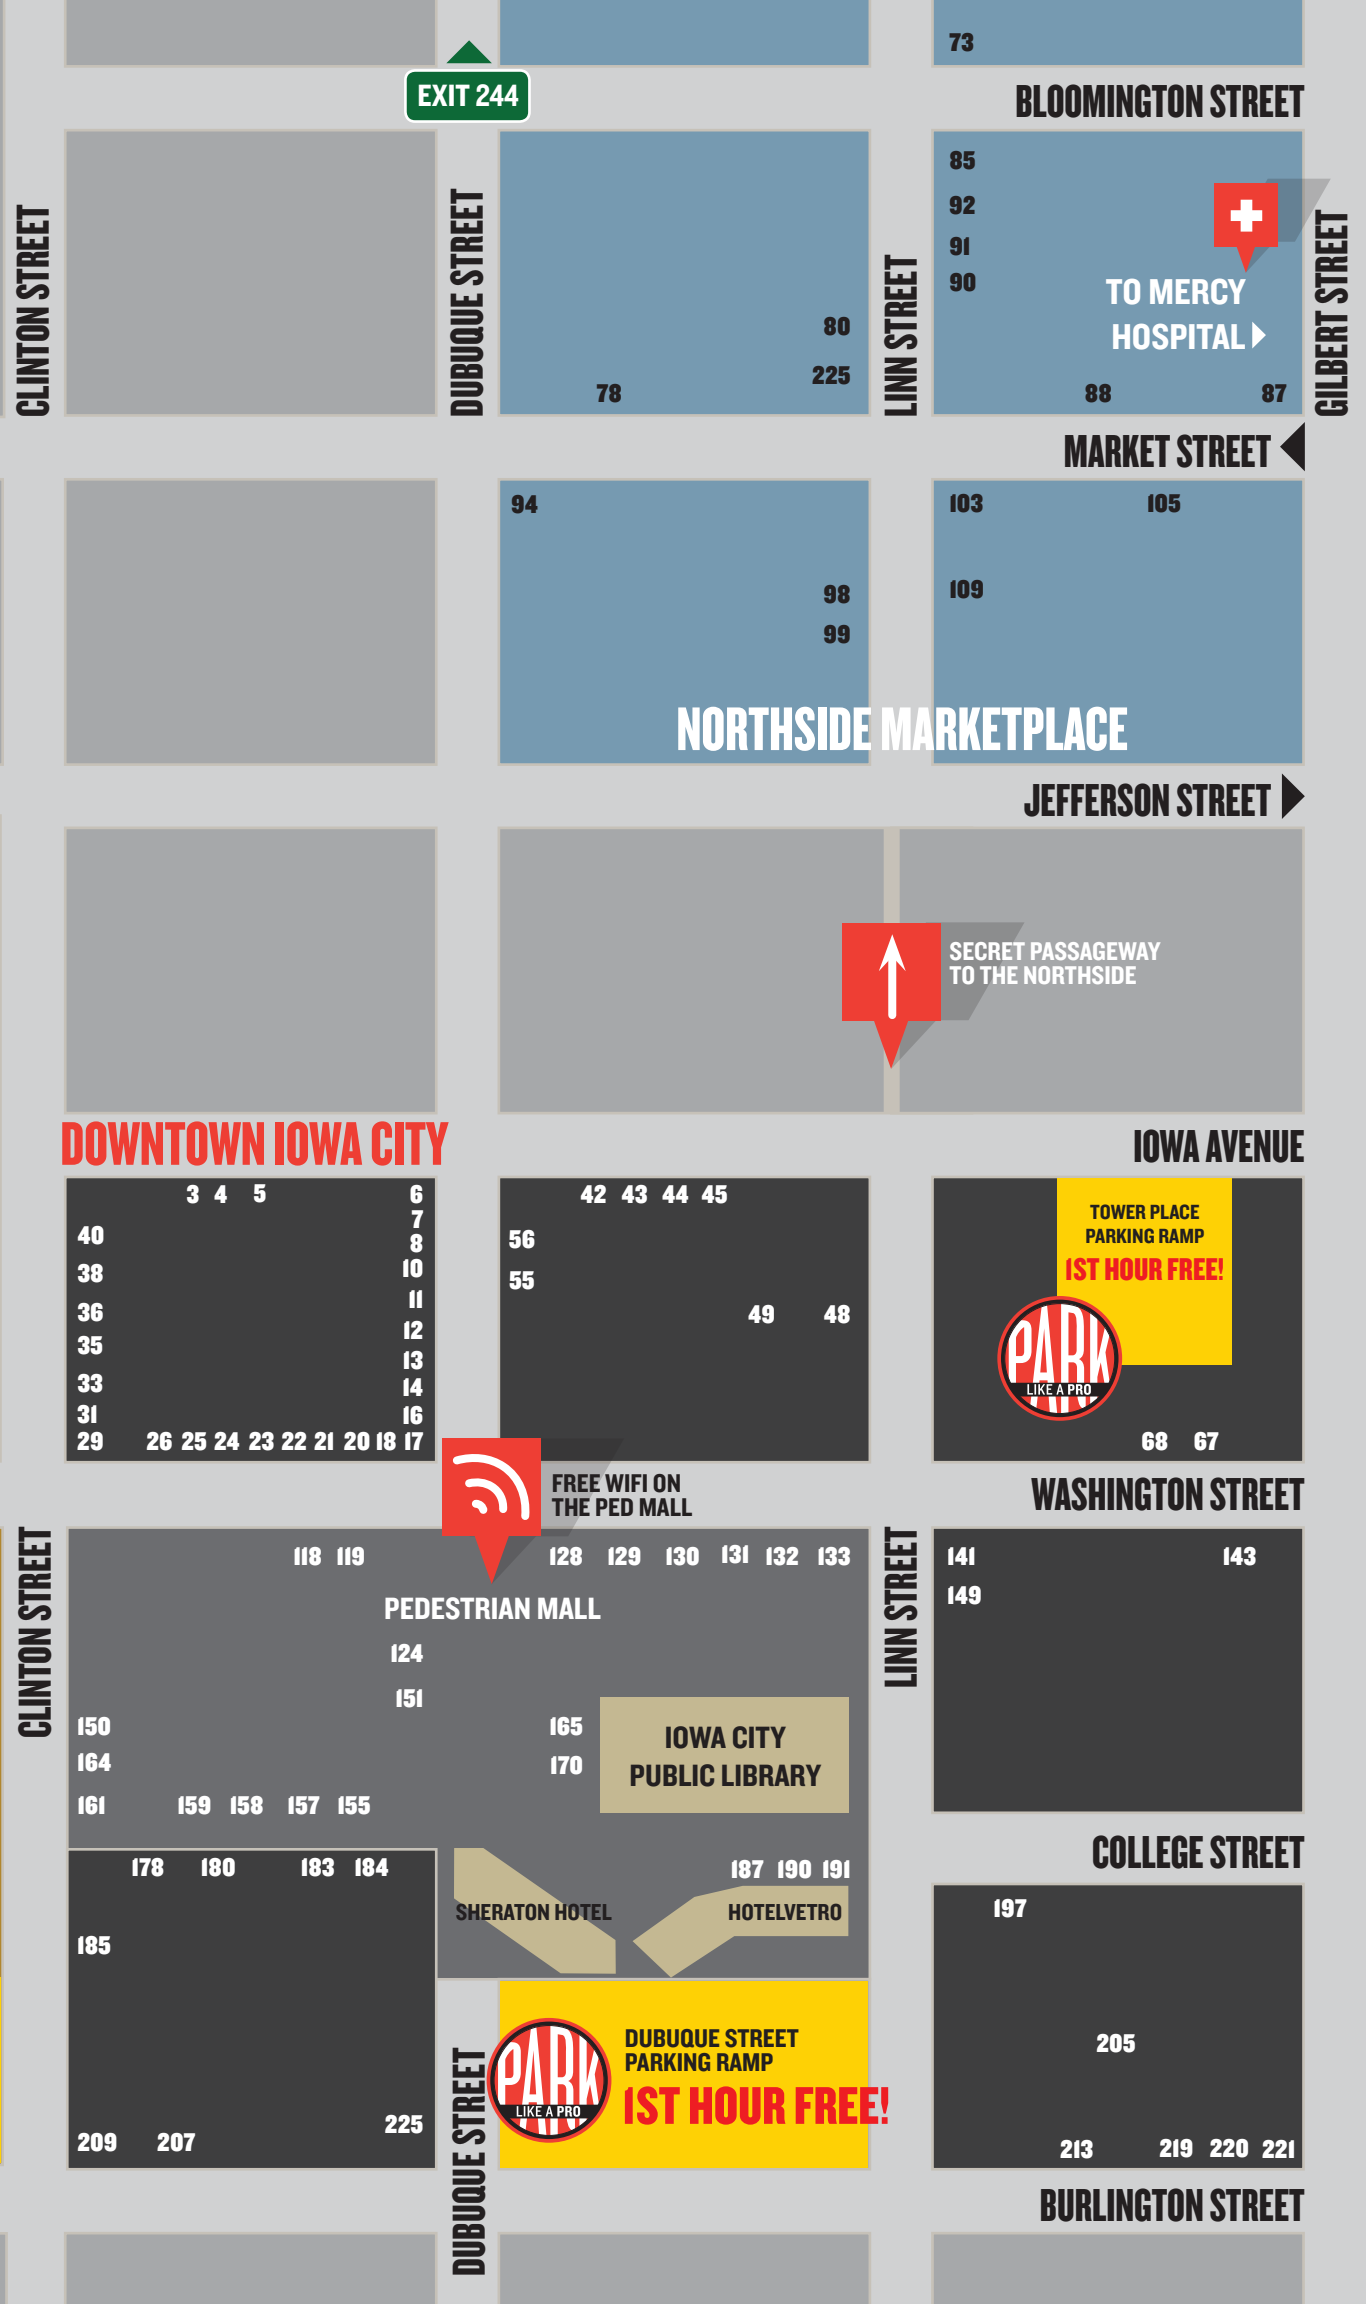 73
EXIT 244
BLOOMINGTON STREET
CLINTON STREET
DUBUQUE STREET
LINN STREET
GILBERT STREET
85
92
91
90
TO MERCY
HOSPITAL
80
225
78
88
87
MARKET STREET
94
103
105
98
109
99
NORTHSIDE MARKETPLACE
JEFFERSON STREET
SECRET PASSAGEWAY
TO THE NORTHSIDE
DOWNTOWN IOWA CITY
IOWA AVENUE
3 4 5 6
7
40 8
38 10
36 11
35 12
33 13
14
31 16
29 26 25 24 23 22 21 20 18 17
42 43 44 45
56
55
49 48
TOWER PLACE
PARKING RAMP
1ST HOUR FREE!
PARK
LIKE A PRO
68 67
WASHINGTON STREET
FREE WIFI ON
THE PED MALL
CLINTON STREET
LINN STREET
118 119 128 129 130 131 132 133
PEDESTRIAN MALL
124
151
150
164
161 159 158 157 155
165
170
IOWA CITY
PUBLIC LIBRARY
141 143
149
COLLEGE STREET
178 180 183 184
185
187 190 191
SHERATON HOTEL
HOTELVETRO
197
205
DUBUQUE STREET
PARK
LIKE A PRO
DUBUQUE STREET
PARKING RAMP
1ST HOUR FREE!
225
209 207
213 219 220 221
BURLINGTON STREET